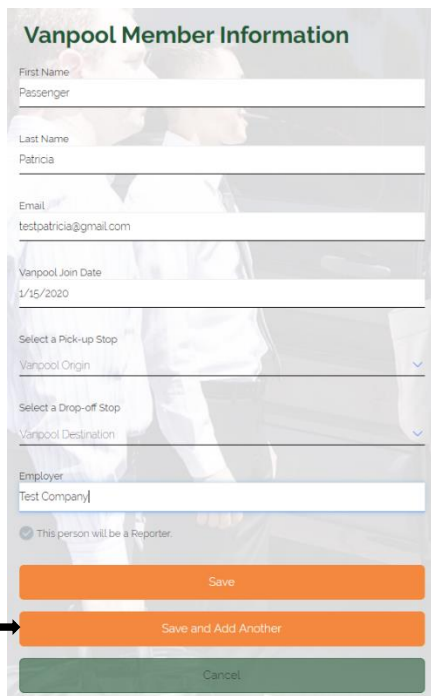 Vanpool Member Information
First Name
Passenger
Last Name
Patricia
Email
testpatricia@gmail.com
Vanpool Join Date
1/15/2020
Select a Pick-up Stop
Vanpool Origin
Select a Drop-off Stop
Vanpool Destination
Employer
Test Company
This person will be a Reporter.
Save
Save and Add Another
Cancel